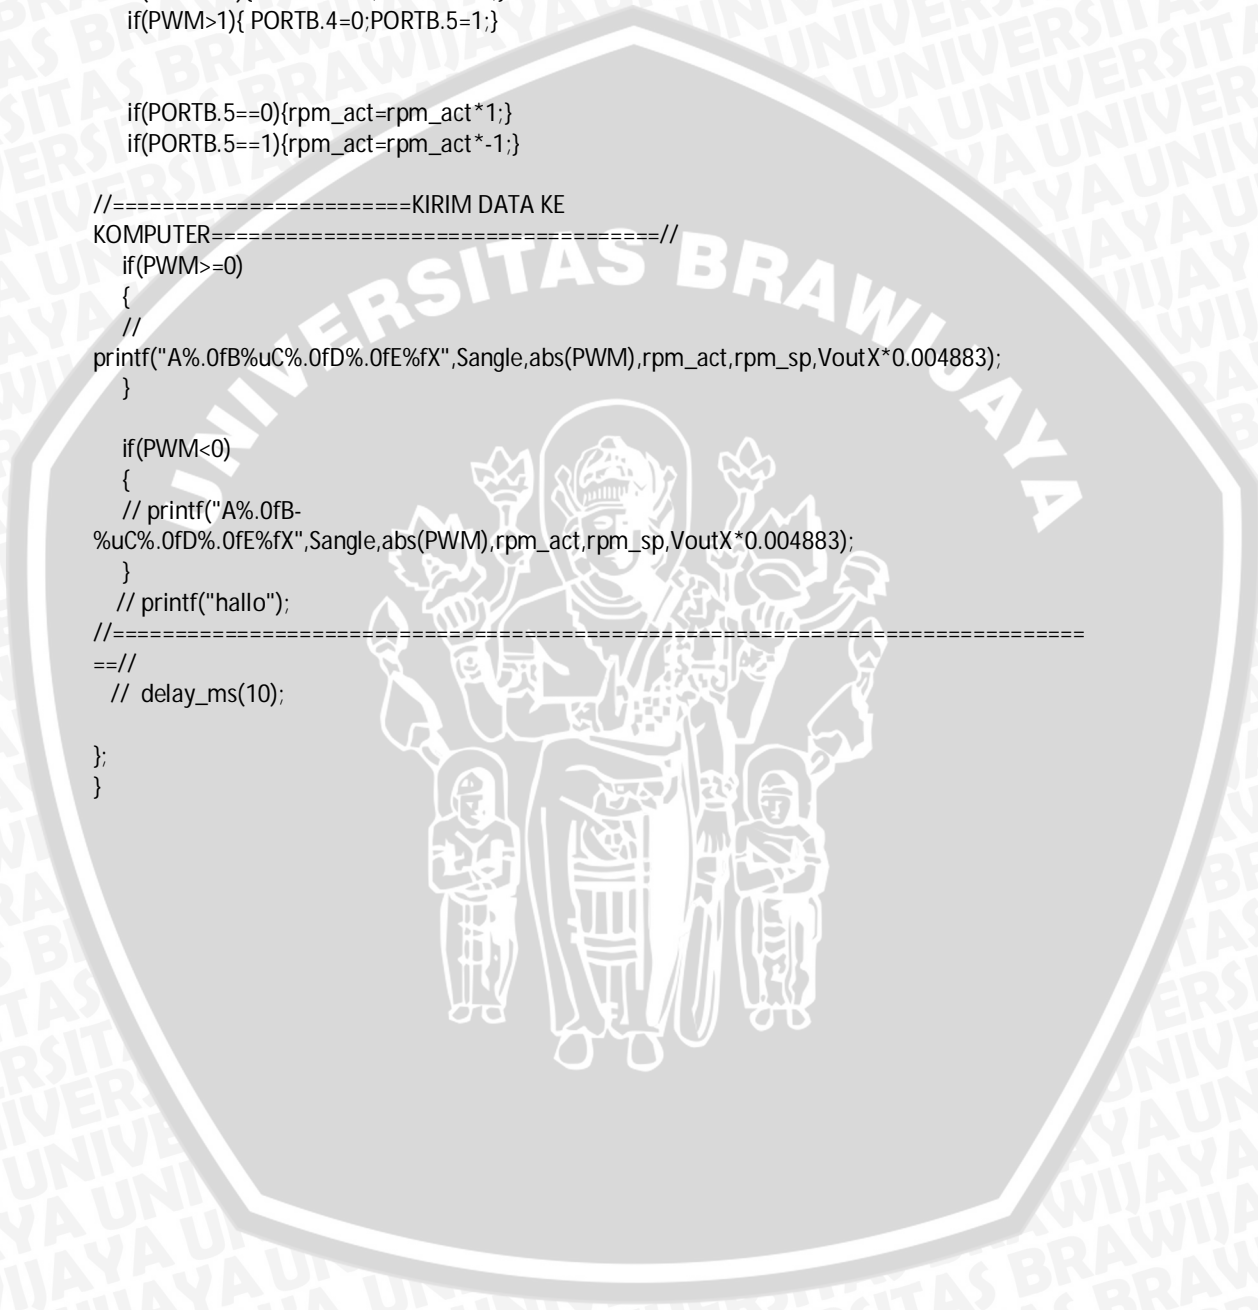 if(PWM>1){ PORTB.4=0;PORTB.5=1;}
if(PORTB.5==0){rpm_act=rpm_act*1;}
if(PORTB.5==1){rpm_act=rpm_act*-1;}
//========================KIRIM DATA KE
KOMPUTER====================================//
if(PWM>=0)
{
//
printf("A%.0fB%uC%.0fD%.0fE%fX",Sangle,abs(PWM),rpm_act,rpm_sp,VoutX*0.004883);
}
if(PWM<0)
{
// printf("A%.0fB-
%uC%.0fD%.0fE%fX",Sangle,abs(PWM),rpm_act,rpm_sp,VoutX*0.004883);
}
// printf("hallo");
//==============================================================================
==//
// delay_ms(10);
};
}
UNIVERSITAS BRAWIJAYA